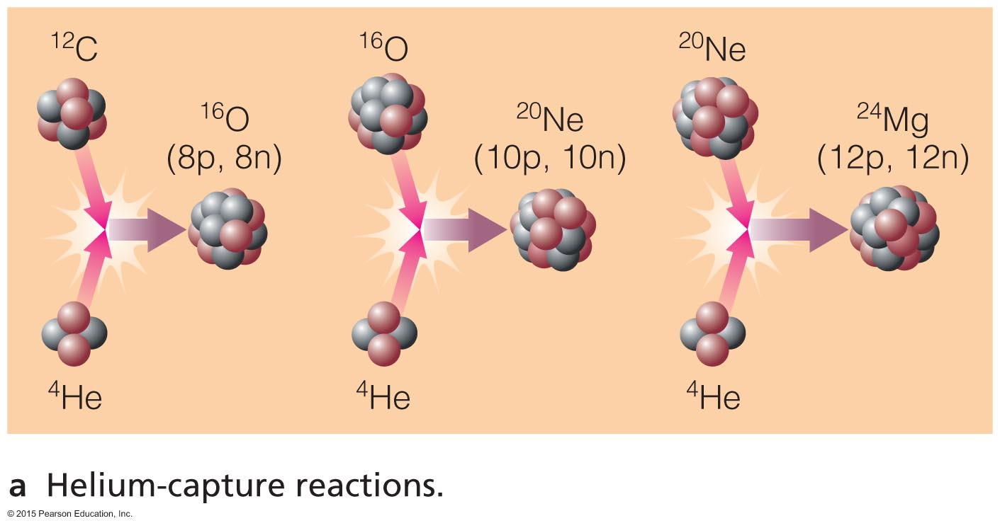 ¹²C
¹⁶O
(8p, 8n)
⁴He
¹⁶O
²⁰Ne
(10p, 10n)
⁴He
²⁰Ne
²⁴Mg
(12p, 12n)
⁴He
a Helium-capture reactions.
© 2015 Pearson Education, Inc.